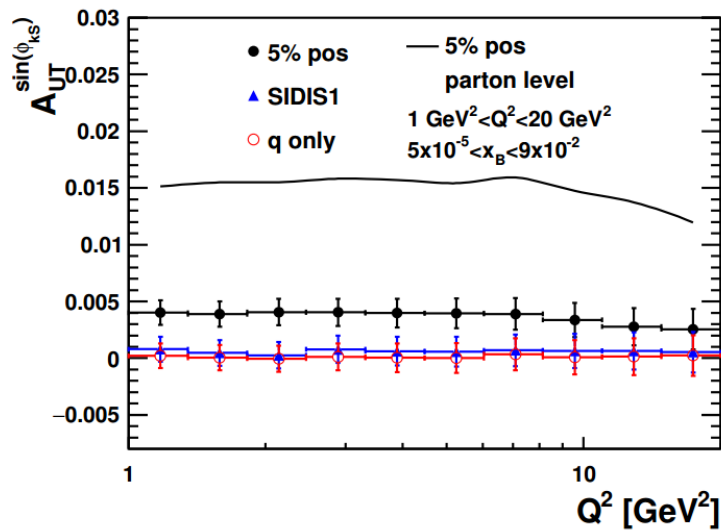 0.03
0.025
0.02
0.015
0.01
0.005
0
−0.005
A_UT^sin(ϕ_kS)
5% pos
SIDIS1
q only
5% pos
parton level
1 GeV²<Q²<20 GeV²
5x10⁻⁵<x_B<9x10⁻²
1
10
Q² [GeV²]